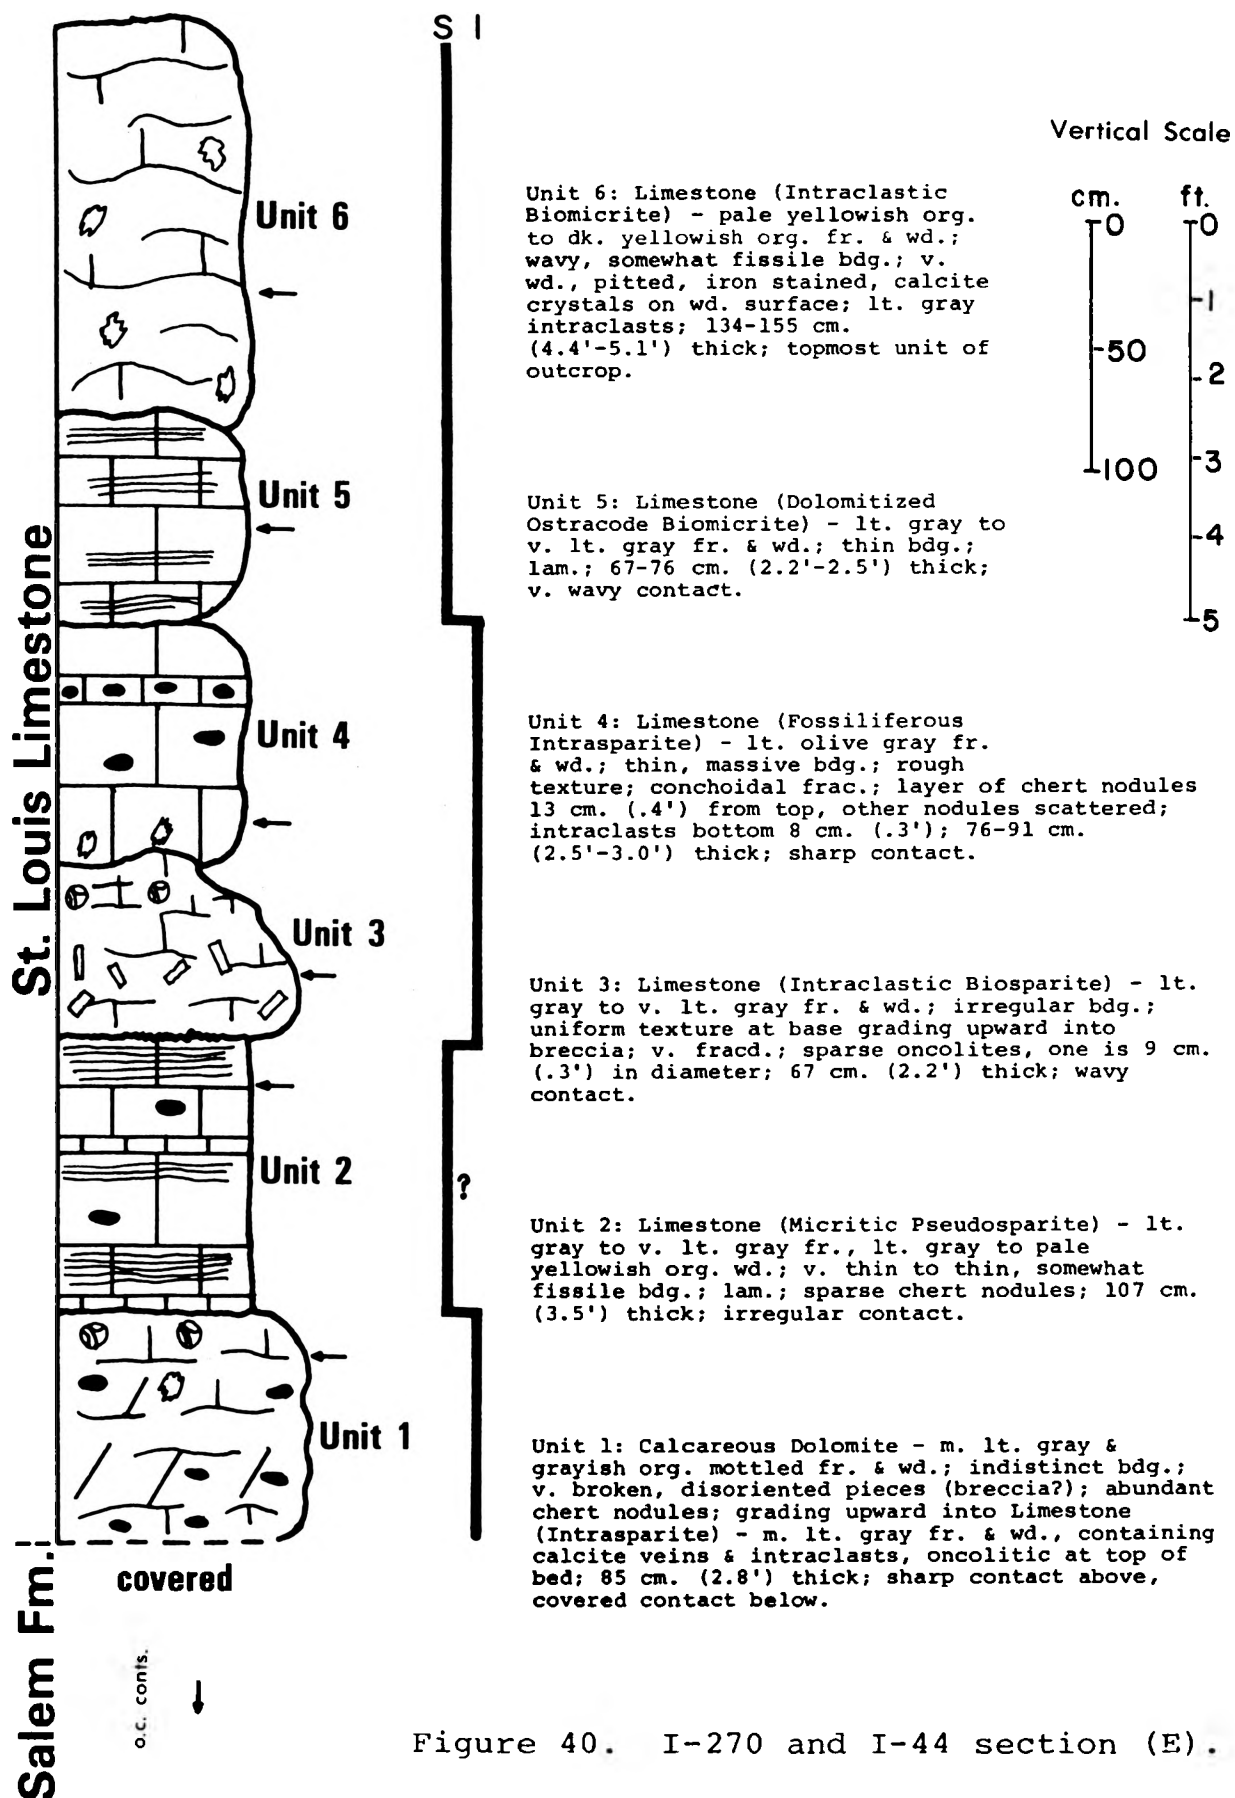 S I
Vertical Scale
cm.
ft.
0
50
100
0
1
2
3
4
5
Unit 6
Unit 5
Unit 4
Unit 3
Unit 2
?
Unit 1
St. Louis Limestone
Salem Fm.
covered
o.c. conts.
Unit 6: Limestone (Intraclastic
Biomicrite) - pale yellowish org.
to dk. yellowish org. fr. & wd.;
wavy, somewhat fissile bdg.; v.
wd., pitted, iron stained, calcite
crystals on wd. surface; lt. gray
intraclasts; 134-155 cm.
(4.4'-5.1') thick; topmost unit of
outcrop.
Unit 5: Limestone (Dolomitized
Ostracode Biomicrite) - lt. gray to
v. lt. gray fr. & wd.; thin bdg.;
lam.; 67-76 cm. (2.2'-2.5') thick;
v. wavy contact.
Unit 4: Limestone (Fossiliferous
Intrasparite) - lt. olive gray fr.
& wd.; thin, massive bdg.; rough
texture; conchoidal frac.; layer of chert nodules
13 cm. (.4') from top, other nodules scattered;
intraclasts bottom 8 cm. (.3'); 76-91 cm.
(2.5'-3.0') thick; sharp contact.
Unit 3: Limestone (Intraclastic Biosparite) - lt.
gray to v. lt. gray fr. & wd.; irregular bdg.;
uniform texture at base grading upward into
breccia; v. fracd.; sparse oncolites, one is 9 cm.
(.3') in diameter; 67 cm. (2.2') thick; wavy
contact.
Unit 2: Limestone (Micritic Pseudosparite) - lt.
gray to v. lt. gray fr., lt. gray to pale
yellowish org. wd.; v. thin to thin, somewhat
fissile bdg.; lam.; sparse chert nodules; 107 cm.
(3.5') thick; irregular contact.
Unit 1: Calcareous Dolomite - m. lt. gray &
grayish org. mottled fr. & wd.; indistinct bdg.;
v. broken, disoriented pieces (breccia?); abundant
chert nodules; grading upward into Limestone
(Intrasparite) - m. lt. gray fr. & wd., containing
calcite veins & intraclasts, oncolitic at top of
bed; 85 cm. (2.8') thick; sharp contact above,
covered contact below.
Figure 40. I-270 and I-44 section (E).